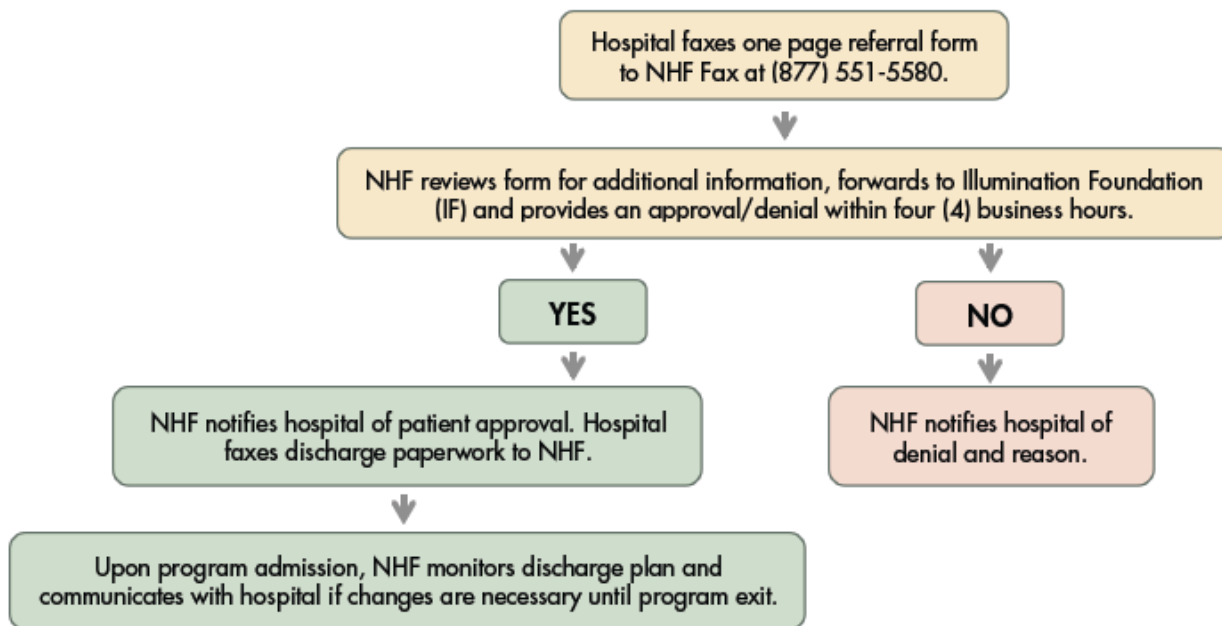 Hospital faxes one page referral form
to NHF Fax at (877) 551-5580.
NHF reviews form for additional information, forwards to Illumination Foundation
(IF) and provides an approval/denial within four (4) business hours.
YES
NO
NHF notifies hospital of patient approval. Hospital
faxes discharge paperwork to NHF.
NHF notifies hospital of
denial and reason.
Upon program admission, NHF monitors discharge plan and
communicates with hospital if changes are necessary until program exit.